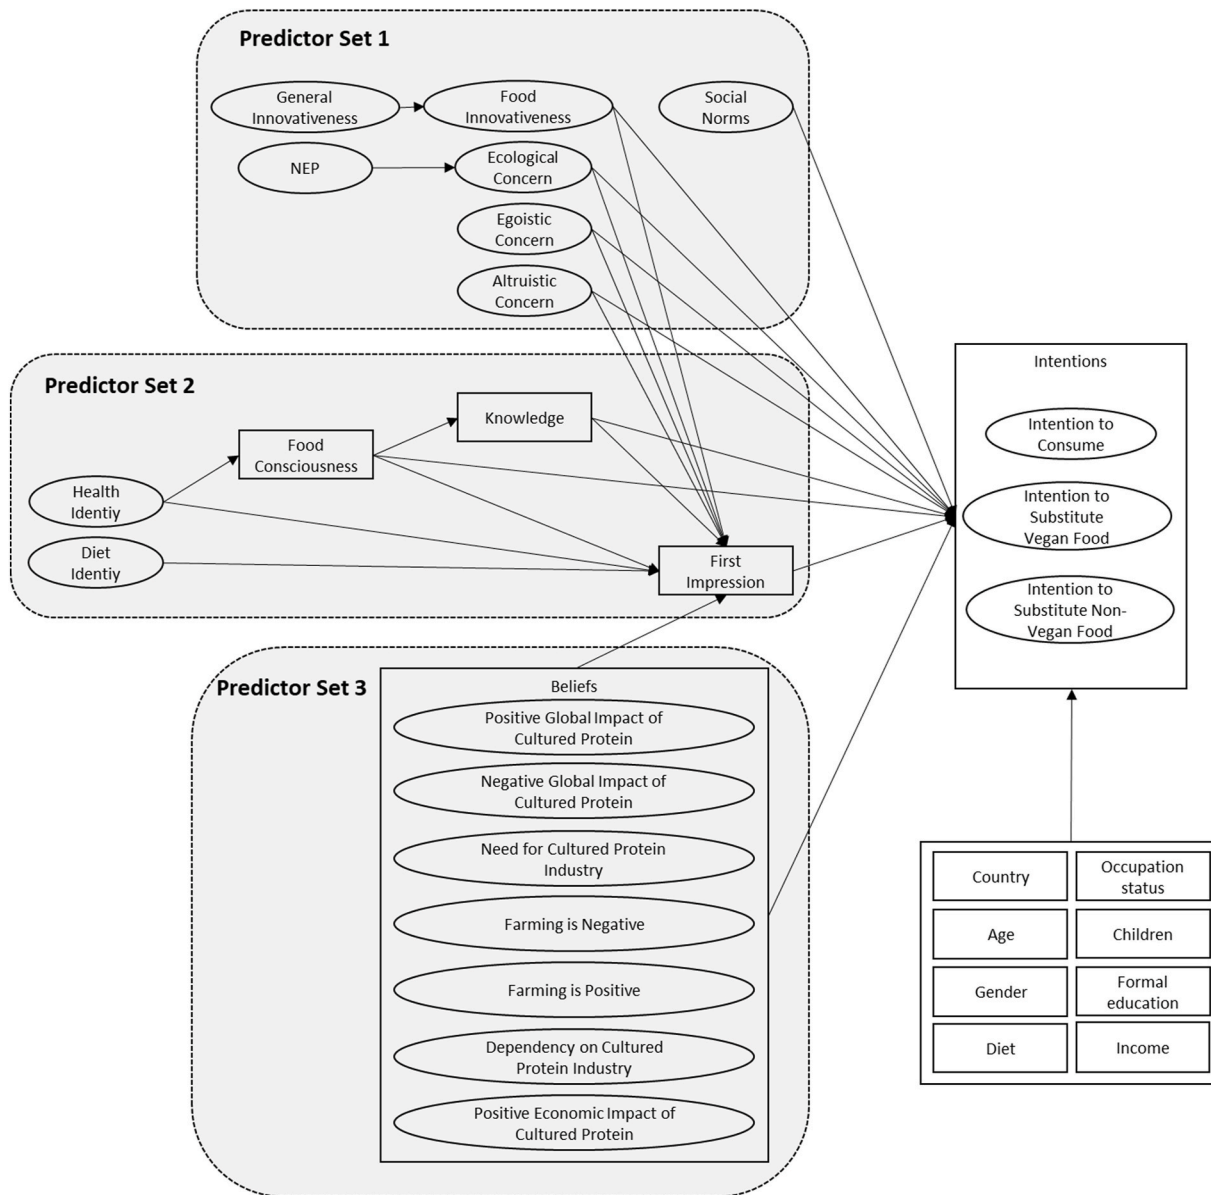 Predictor Set 1
General
Innovativeness
Food
Innovativeness
Social
Norms
NEP
Ecological
Concern
Egoistic
Concern
Altruistic
Concern
Predictor Set 2
Knowledge
Food
Consciousness
Health
Identiy
Diet
Identiy
First
Impression
Intentions
Intention to
Consume
Intention to
Substitute
Vegan Food
Intention to
Substitute Non-
Vegan Food
Predictor Set 3
Beliefs
Positive Global Impact of
Cultured Protein
Negative Global Impact of
Cultured Protein
Need for Cultured Protein
Industry
Farming is Negative
Farming is Positive
Dependency on Cultured
Protein Industry
Positive Economic Impact of
Cultured Protein
Country
Occupation
status
Age
Children
Gender
Formal
education
Diet
Income